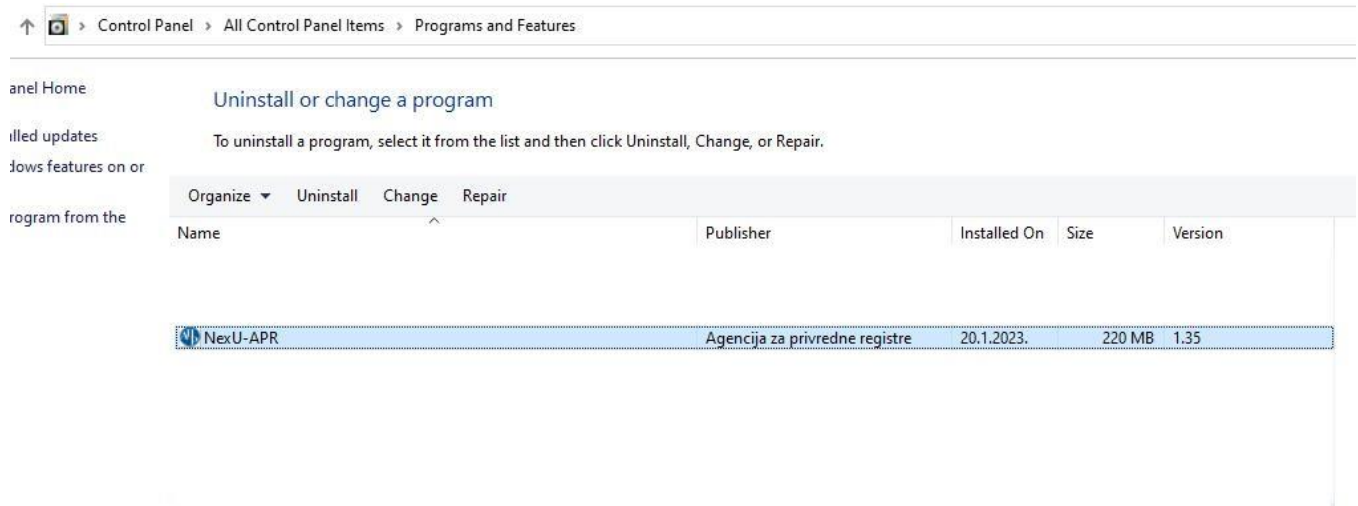 Control Panel > All Control Panel Items > Programs and Features
anel Home
Uninstall or change a program
lled updates
To uninstall a program, select it from the list and then click Uninstall, Change, or Repair.
dows features on or
Organize Uninstall Change Repair
rogram from the
Name Publisher Installed On Size Version
NexU-APR Agencija za privredne registre 20.1.2023. 220 MB 1.35